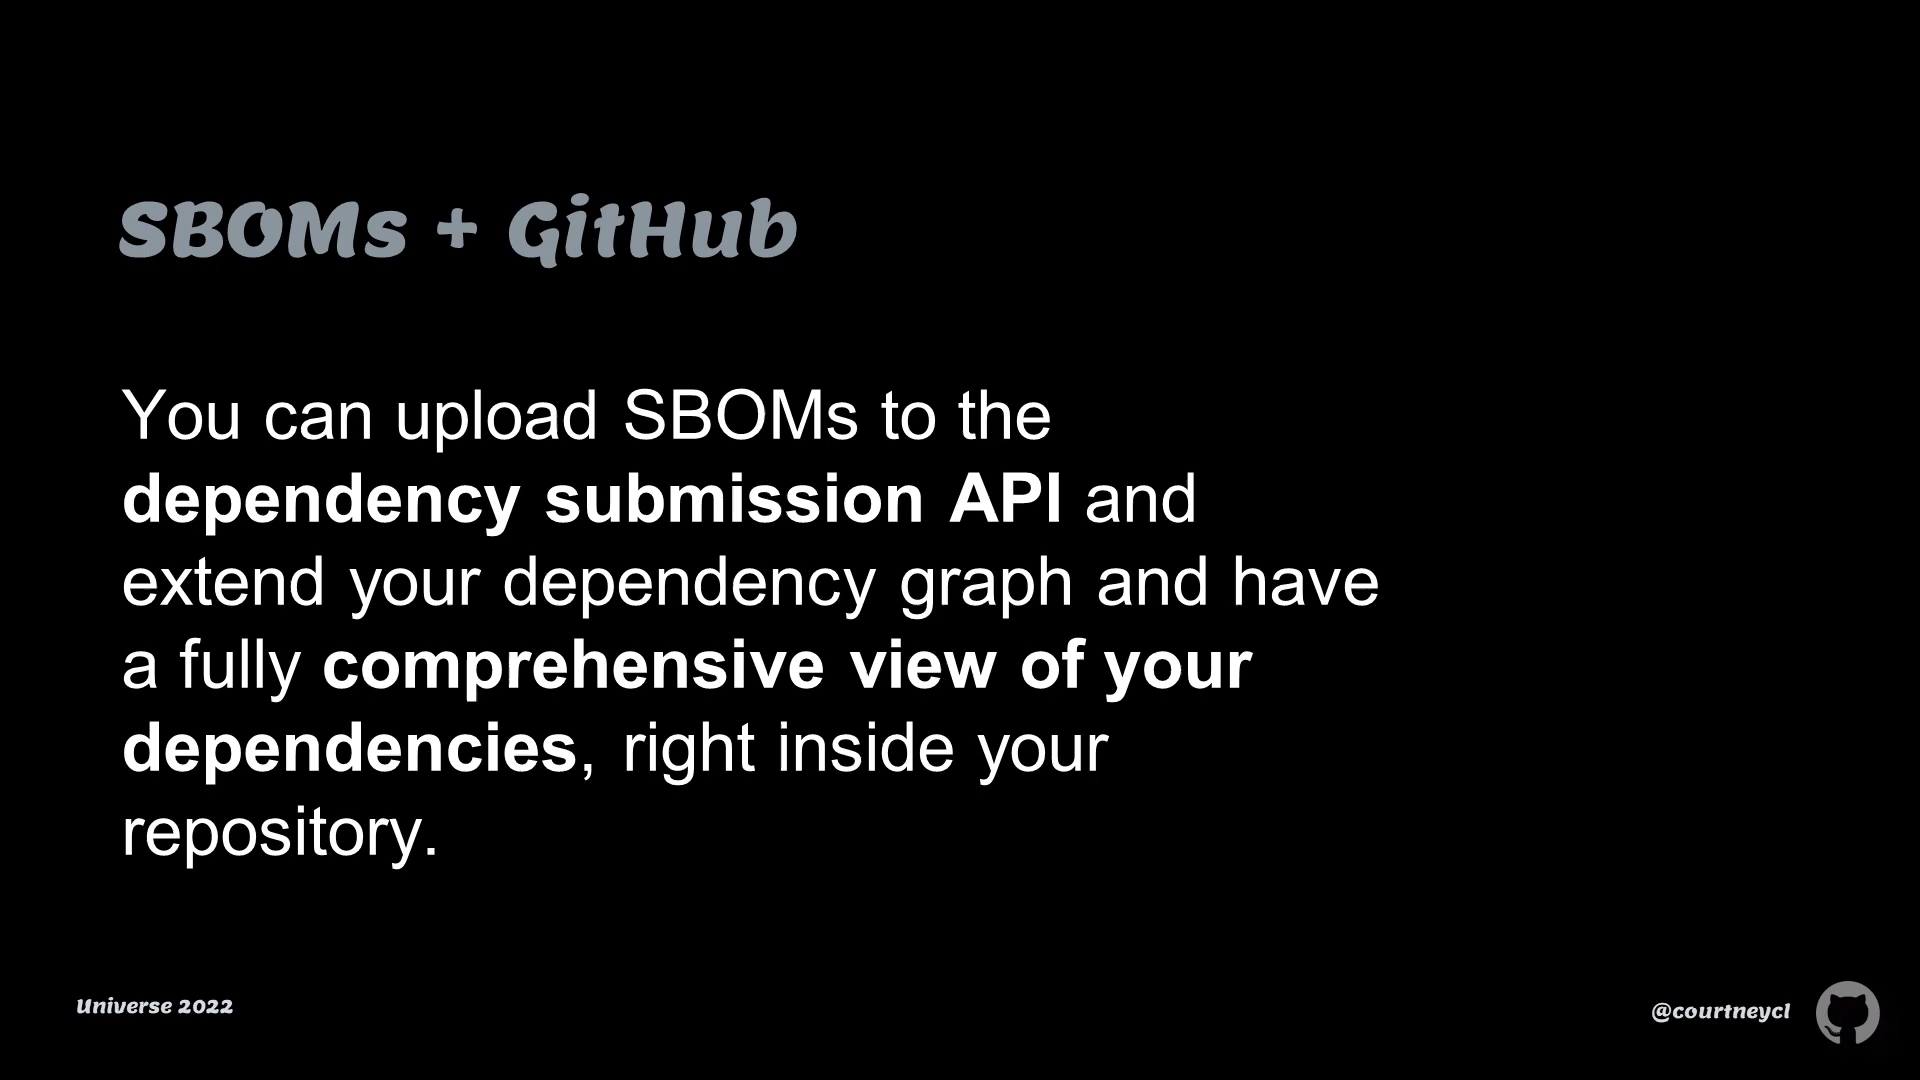 SBOMs + GitHub
You can upload SBOMs to the
dependency submission API and
extend your dependency graph and have
a fully comprehensive view of your
dependencies, right inside your
repository.
Universe 2022
@courtneycl